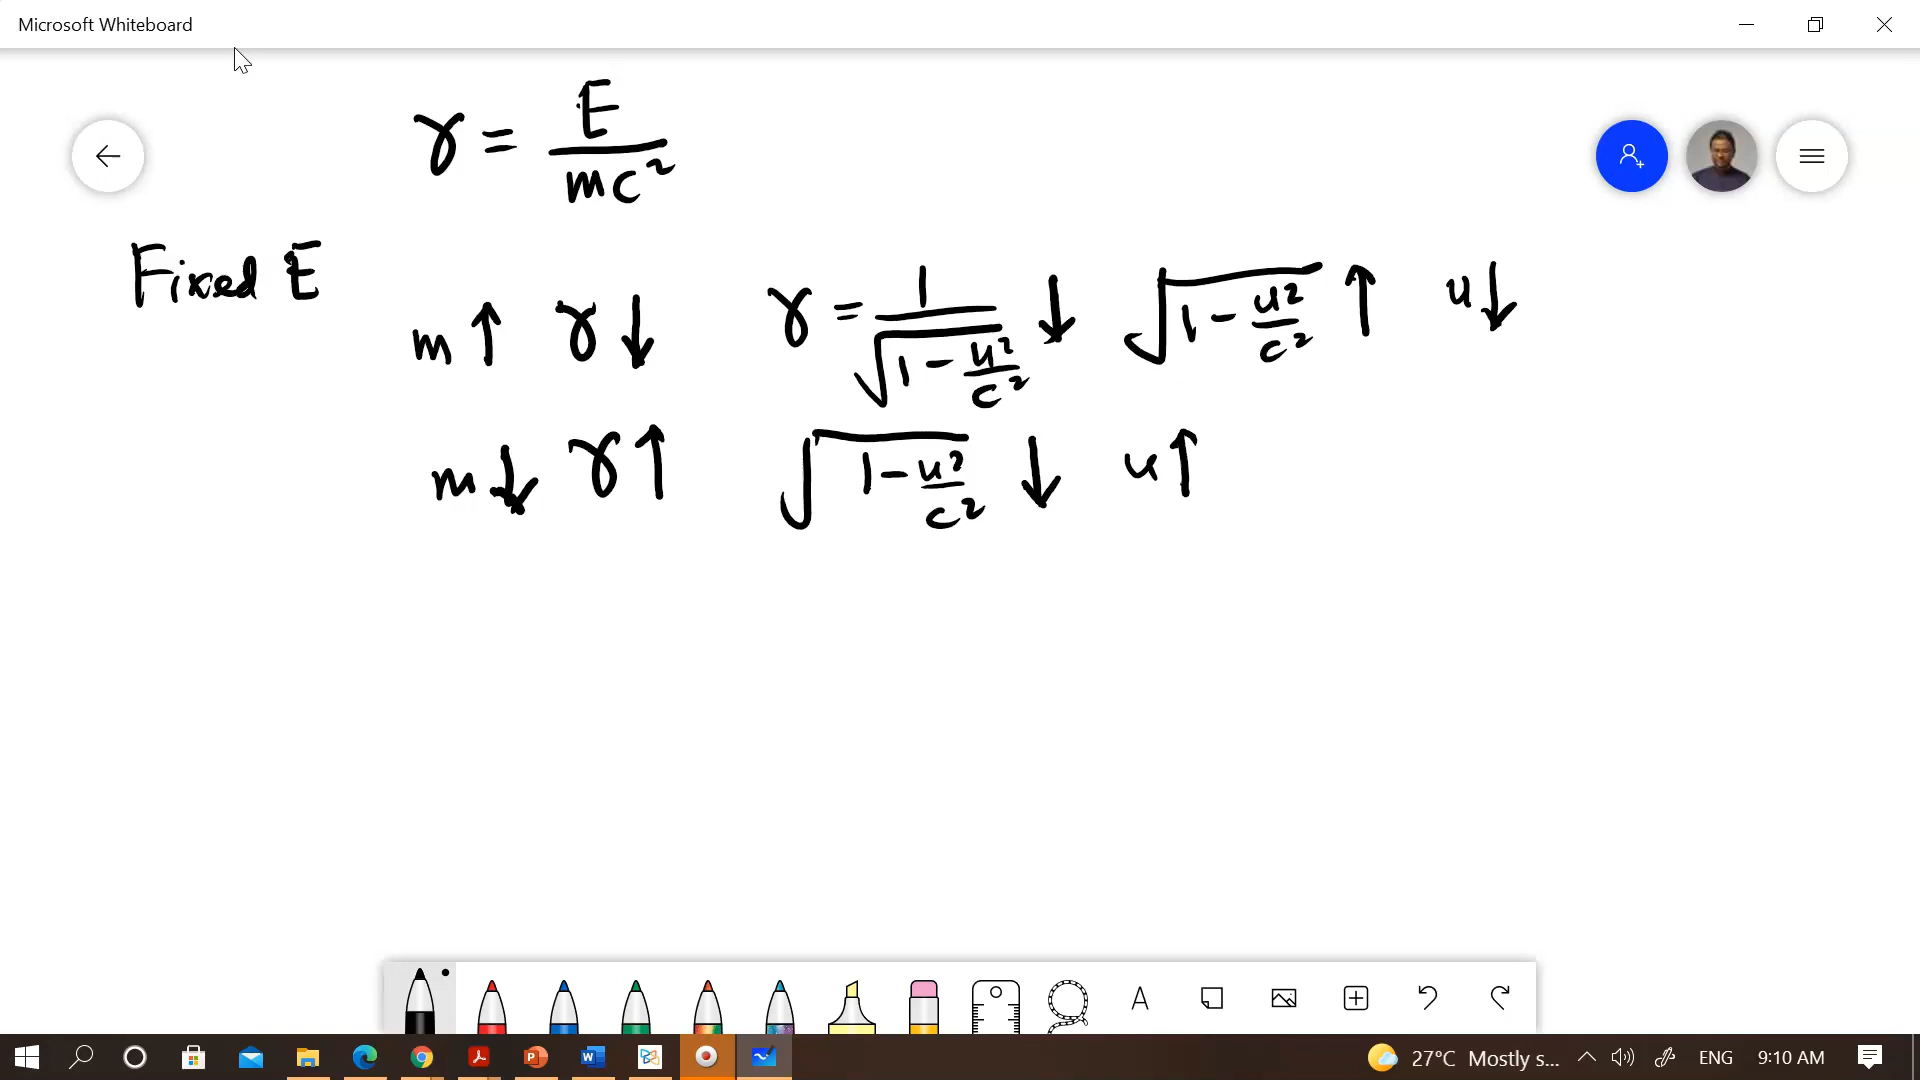 Microsoft Whiteboard
γ = E / mc²
Fixed E
m ↑ γ ↓ γ = 1 / √(1 − u²/c²) ↓ √(1 − u²/c²) ↑ u ↓
m ↓ γ ↑ √(1 − u²/c²) ↓ u ↑
A
27°C Mostly s... ENG 9:10 AM